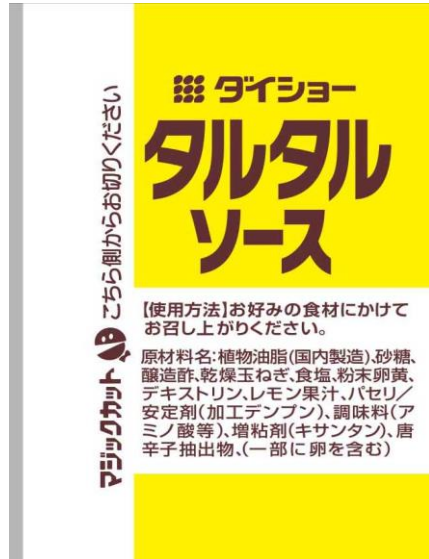 ダイショー
タルタル
ソース
【使用方法】お好みの食材にかけて
お召し上がりください。
原材料名:植物油脂(国内製造)､砂糖､
醸造酢､乾燥玉ねぎ､食塩､粉末卵黄､
デキストリン､レモン果汁､パセリ／
安定剤(加工デンプン)､調味料(ア
ミノ酸等)､増粘剤(キサンタン)､唐
辛子抽出物､(一部に卵を含む)
マジックカット こちら側からお切りください